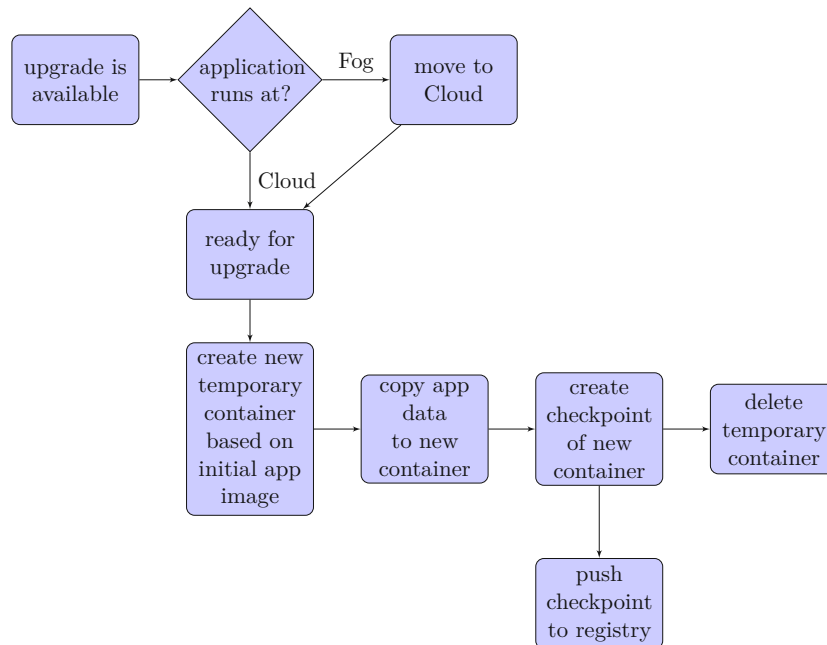 upgrade is
available
application
runs at?
Fog
move to
Cloud
Cloud
ready for
upgrade
create new
temporary
container
based on
initial app
image
copy app
data
to new
container
create
checkpoint
of new
container
delete
temporary
container
push
checkpoint
to registry